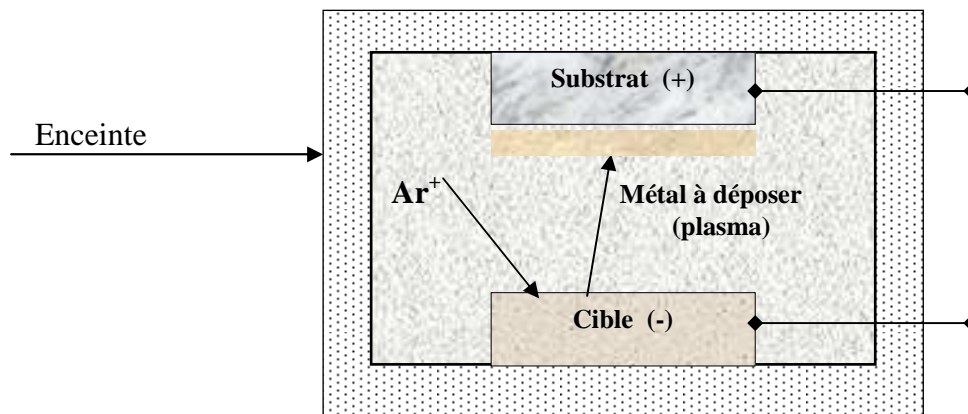 Substrat (+)
Enceinte
Ar+
Métal à déposer
(plasma)
Cible (-)